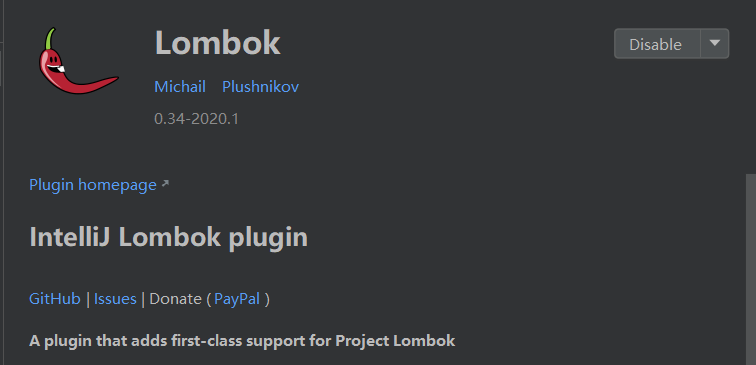 Lombok
Disable
Michail Plushnikov
0.34-2020.1
Plugin homepage ↗
IntelliJ Lombok plugin
GitHub | Issues | Donate ( PayPal )
A plugin that adds first-class support for Project Lombok